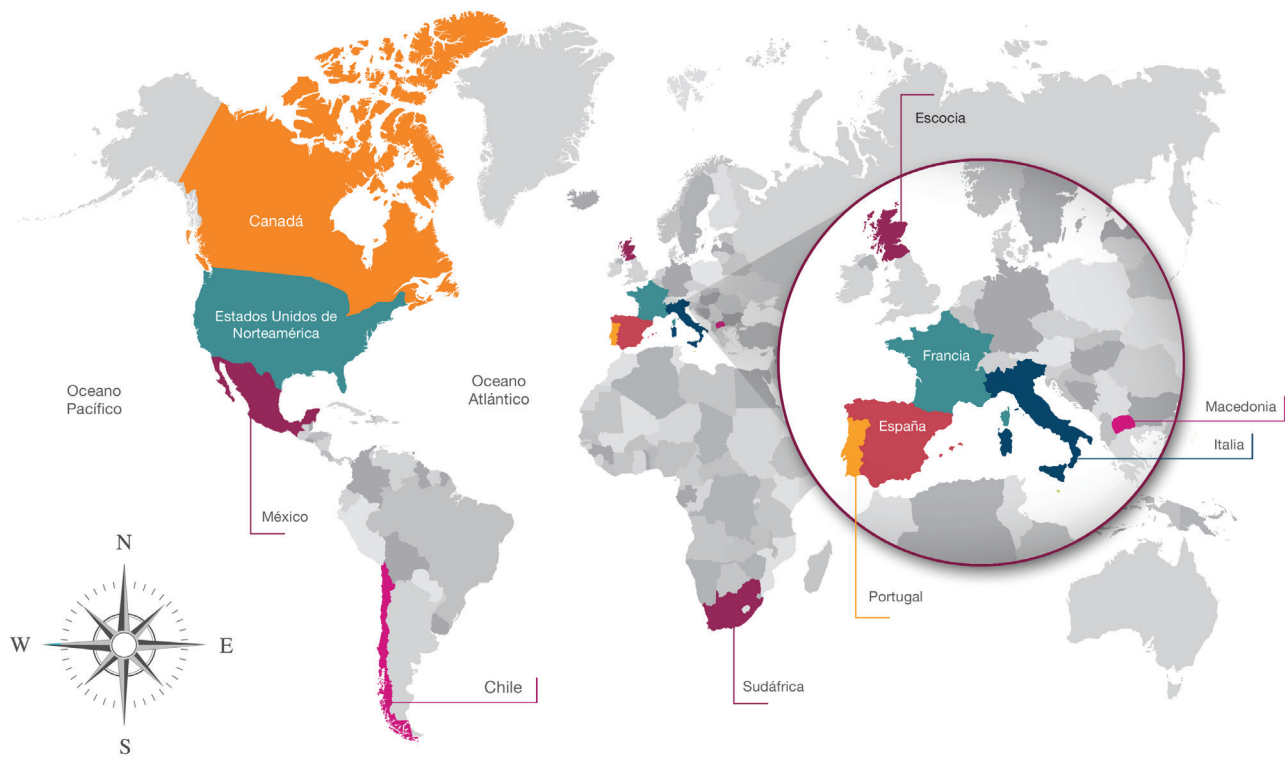 Escocia
Canadá
Estados Unidos de
Norteamérica
Francia
Oceano
Pacífico
Oceano
Atlántico
Macedonia
España
Italia
México
N
Portugal
W
E
Chile
Sudáfrica
S